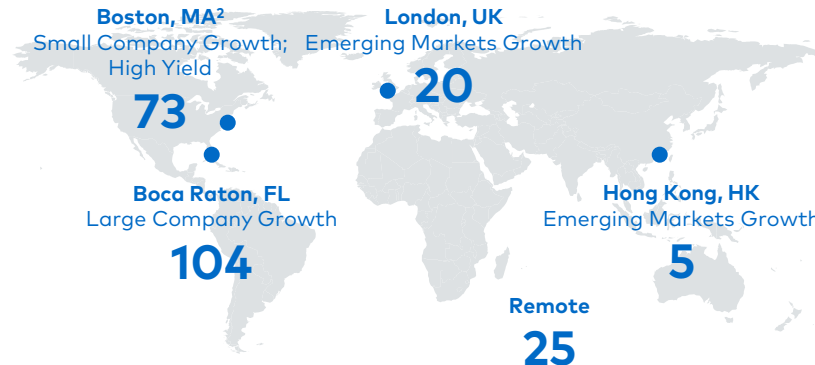 Boston, MA²
Small Company Growth;
High Yield
73
London, UK
Emerging Markets Growth
20
Boca Raton, FL
Large Company Growth
104
Hong Kong, HK
Emerging Markets Growth
5
Remote
25